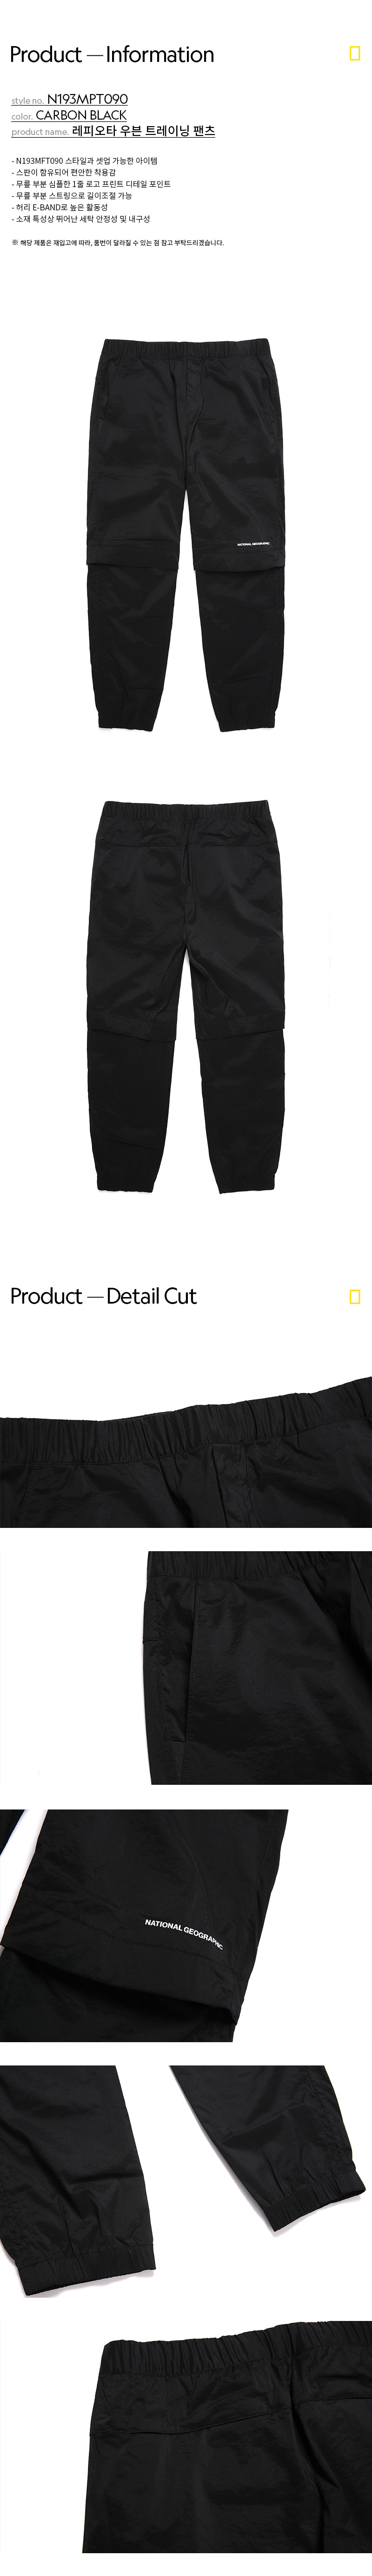 Product — Information
style no. N193MPT090
color. CARBON BLACK
product name. 레피오타 우븐 트레이닝 팬츠
- N193MFT090 스타일과 셋업 가능한 아이템
- 스판이 함유되어 편안한 착용감
- 무릎 부분 심플한 1줄 로고 프린트 디테일 포인트
- 무릎 부분 스트링으로 길이조절 가능
- 허리 E-BAND로 높은 활동성
- 소재 특성상 뛰어난 세탁 안정성 및 내구성
※ 해당 제품은 재입고에 따라, 품번이 달라질 수 있는 점 참고 부탁드리겠습니다.
NATIONAL GEOGRAPHIC
Product — Detail Cut
NATIONAL GEOGRAPHIC